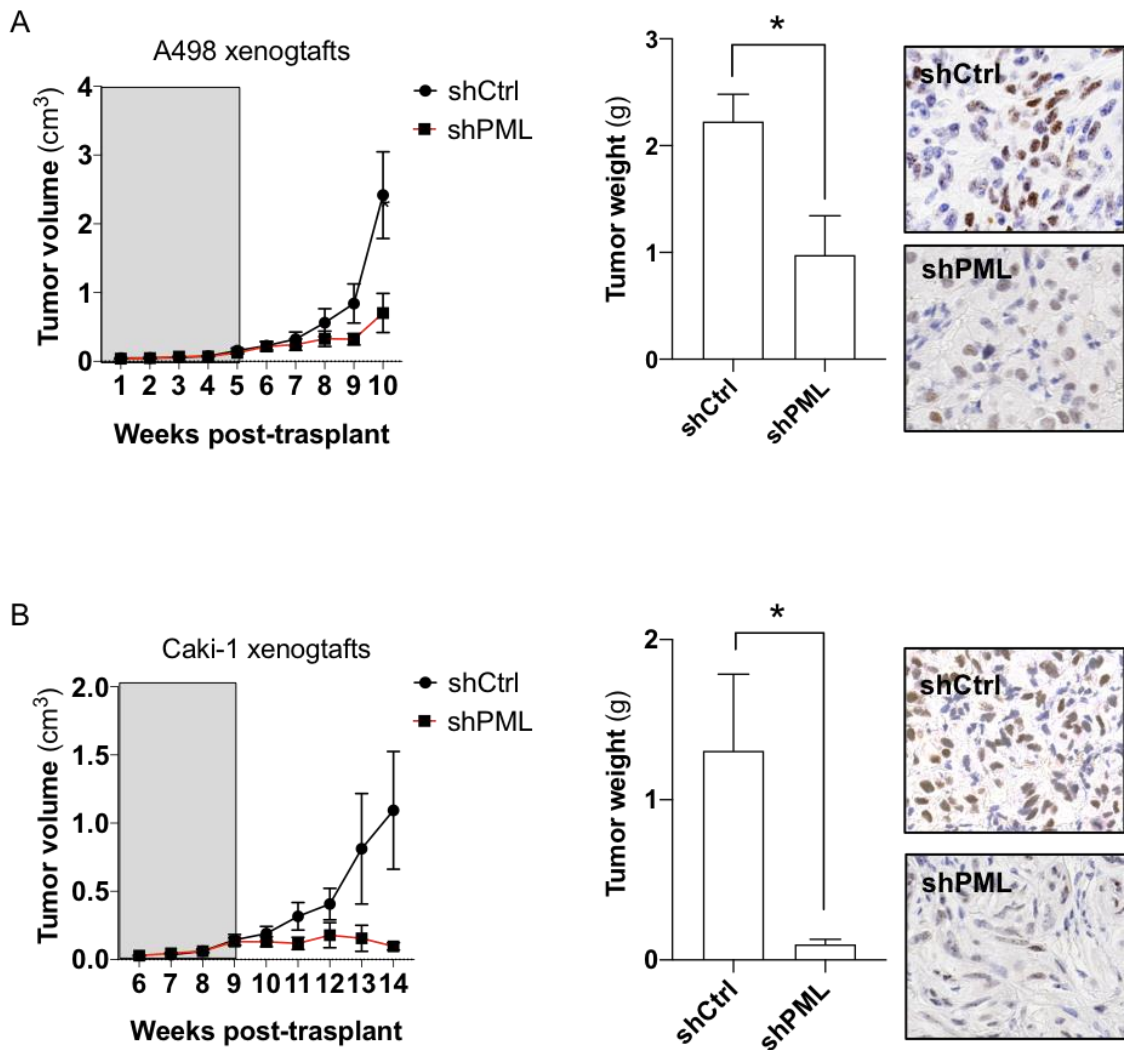 A
A498 xenogtafts
Tumor volume (cm³)
4
3
2
1
0
1 2 3 4 5 6 7 8 9 10
Weeks post-trasplant
shCtrl
shPML
Tumor weight (g)
3
2
1
0
*
shCtrl
shPML
shCtrl
shPML
B
Caki-1 xenogtafts
Tumor volume (cm³)
2.0
1.5
1.0
0.5
0.0
6 7 8 9 10 11 12 13 14
Weeks post-trasplant
shCtrl
shPML
Tumor weight (g)
2
1
0
*
shCtrl
shPML
shCtrl
shPML